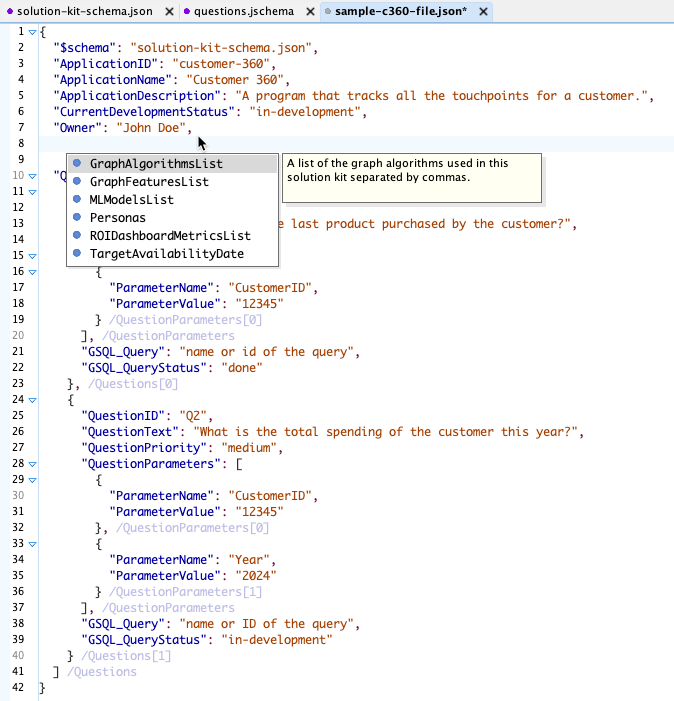 solution-kit-schema.json questions.jschema sample-c360-file.json*
1 {
2 "$schema": "solution-kit-schema.json",
3 "ApplicationID": "customer-360",
4 "ApplicationName": "Customer 360",
5 "ApplicationDescription": "A program that tracks all the touchpoints for a customer.",
6 "CurrentDevelopmentStatus": "in-development",
7 "Owner": "John Doe",
8
9
GraphAlgorithmsList
GraphFeaturesList
MLModelsList
Personas
ROIDashboardMetricsList
TargetAvailabilityDate
A list of the graph algorithms used in this
solution kit separated by commas.
10 "Q
11
12
13 e last product purchased by the customer?",
14
15
16 {
17 "ParameterName": "CustomerID",
18 "ParameterValue": "12345"
19 } /QuestionParameters[0]
20 ], /QuestionParameters
21 "GSQL_Query": "name or id of the query",
22 "GSQL_QueryStatus": "done"
23 }, /Questions[0]
24 {
25 "QuestionID": "Q2",
26 "QuestionText": "What is the total spending of the customer this year?",
27 "QuestionPriority": "medium",
28 "QuestionParameters": [
29 {
30 "ParameterName": "CustomerID",
31 "ParameterValue": "12345"
32 }, /QuestionParameters[0]
33 {
34 "ParameterName": "Year",
35 "ParameterValue": "2024"
36 } /QuestionParameters[1]
37 ], /QuestionParameters
38 "GSQL_Query": "name or ID of the query",
39 "GSQL_QueryStatus": "in-development"
40 } /Questions[1]
41 ] /Questions
42 }